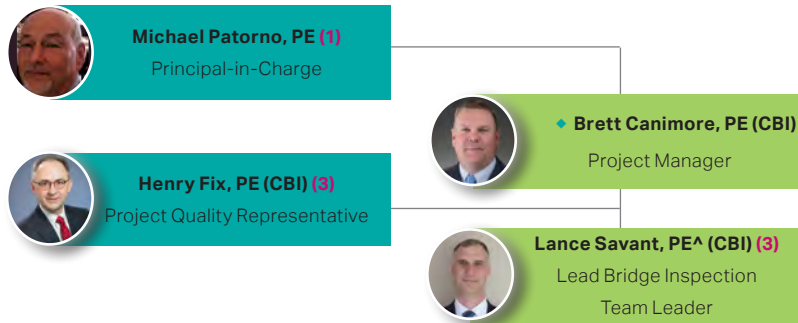 Michael Patorno, PE (1)
Principal-in-Charge
◆ Brett Canimore, PE (CBI)
Project Manager
Henry Fix, PE (CBI) (3)
Project Quality Representative
Lance Savant, PE^ (CBI) (3)
Lead Bridge Inspection
Team Leader